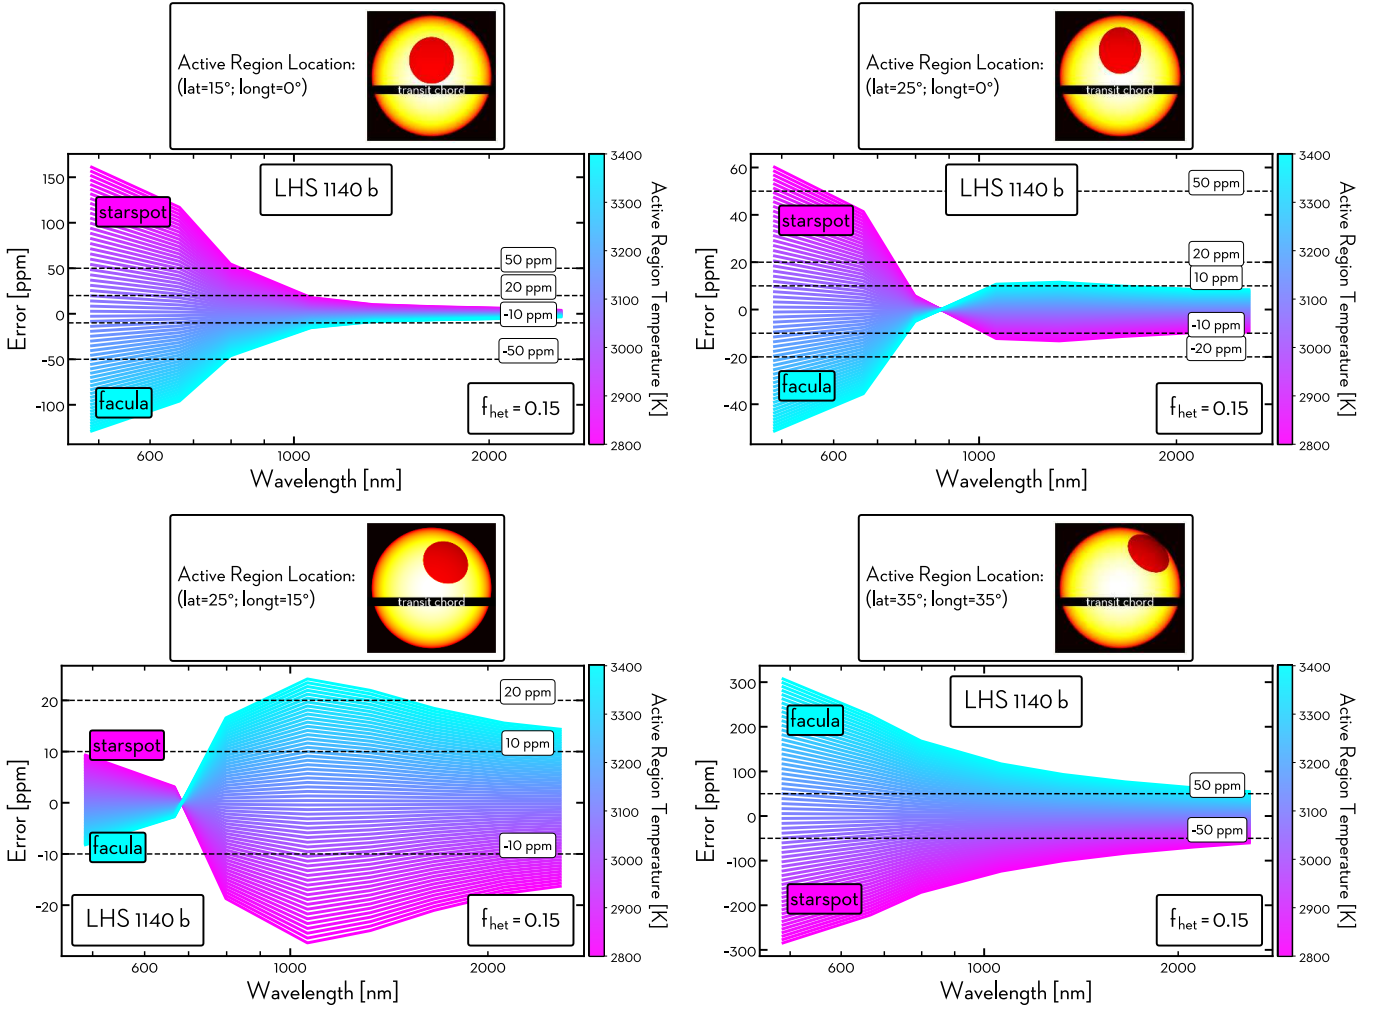 Active Region Location:
(lat=15°; longt=0°)
transit chord
LHS 1140 b
starspot
facula
50 ppm
20 ppm
-10 ppm
-50 ppm
f_het = 0.15
150
100
50
0
-50
-100
Error [ppm]
600
1000
2000
Wavelength [nm]
3400
3300
3200
3100
3000
2900
2800
Active Region Temperature [K]
Active Region Location:
(lat=25°; longt=0°)
transit chord
LHS 1140 b
starspot
facula
50 ppm
20 ppm
10 ppm
-10 ppm
-20 ppm
f_het = 0.15
60
40
20
0
-20
-40
Error [ppm]
600
1000
2000
Wavelength [nm]
3400
3300
3200
3100
3000
2900
2800
Active Region Temperature [K]
Active Region Location:
(lat=25°; longt=15°)
transit chord
starspot
facula
20 ppm
10 ppm
-10 ppm
LHS 1140 b
f_het = 0.15
20
10
0
-10
-20
Error [ppm]
600
1000
2000
Wavelength [nm]
3400
3300
3200
3100
3000
2900
2800
Active Region Temperature [K]
Active Region Location:
(lat=35°; longt=35°)
transit chord
LHS 1140 b
facula
starspot
50 ppm
-50 ppm
f_het = 0.15
300
200
100
0
-100
-200
-300
Error [ppm]
600
1000
2000
Wavelength [nm]
3400
3300
3200
3100
3000
2900
2800
Active Region Temperature [K]